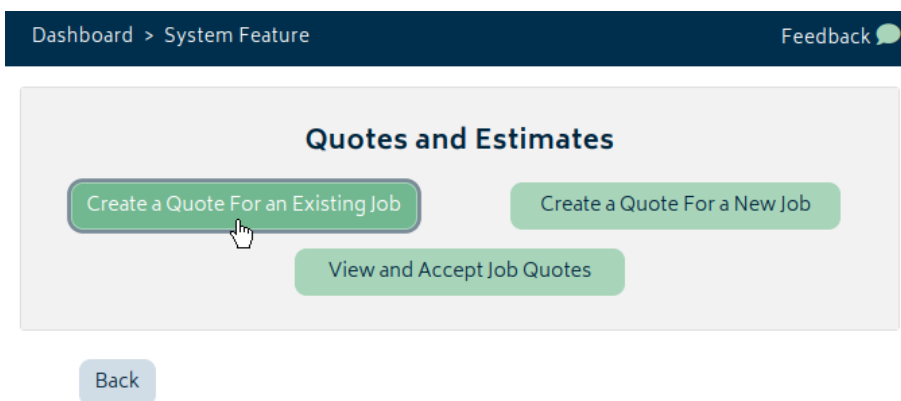 Dashboard > System Feature
Feedback
Quotes and Estimates
Create a Quote For an Existing Job
Create a Quote For a New Job
View and Accept Job Quotes
Back